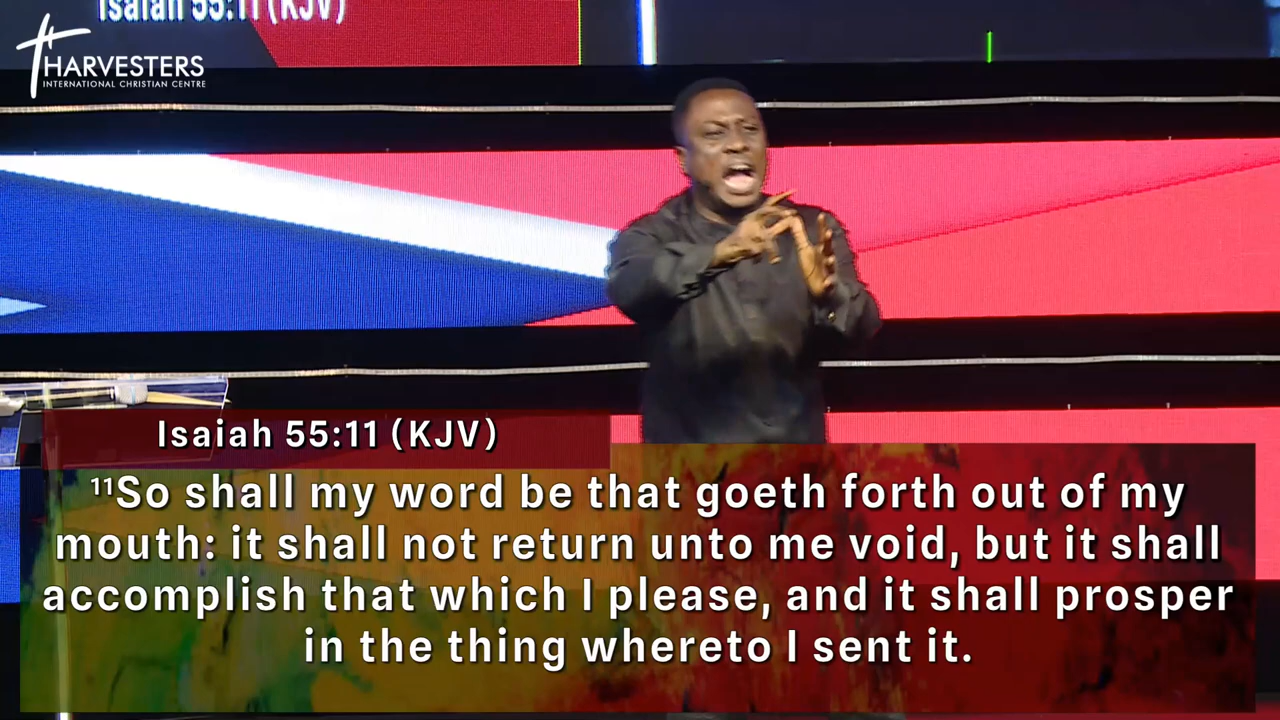 Isaiah 55:11 (KJV)
HARVESTERS
INTERNATIONAL CHRISTIAN CENTRE
Isaiah 55:11 (KJV)
¹¹So shall my word be that goeth forth out of my
mouth: it shall not return unto me void, but it shall
accomplish that which I please, and it shall prosper
in the thing whereto I sent it.